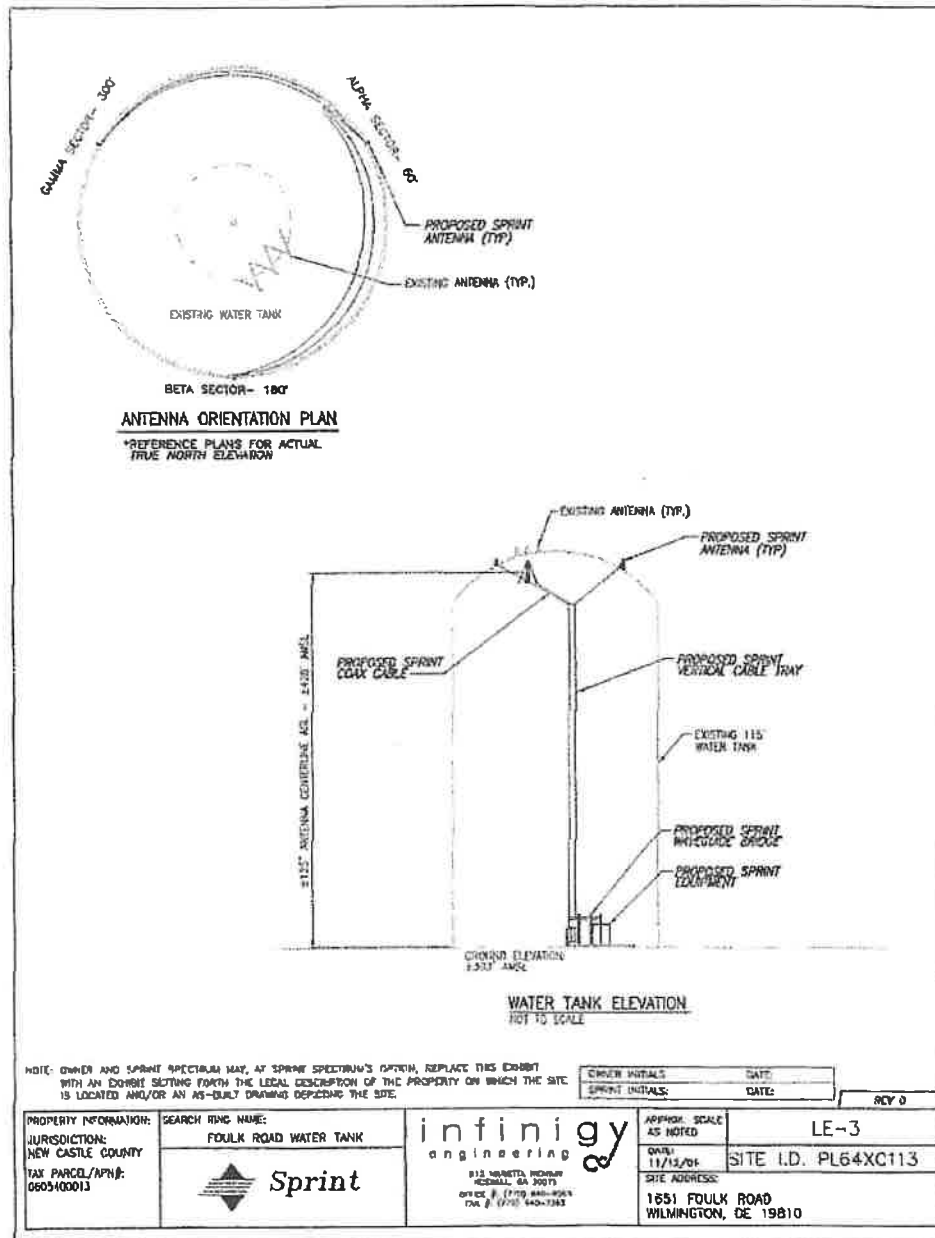 GAMMA SECTOR- 300'
ALPHA SECTOR- 60'
PROPOSED SPRINT
ANTENNA (TYP)
EXISTING ANTENNA (TYP.)
EXISTING WATER TANK
BETA SECTOR- 180'
ANTENNA ORIENTATION PLAN
*REFERENCE PLANS FOR ACTUAL
TRUE NORTH ELEVATION
EXISTING ANTENNA (TYP.)
PROPOSED SPRINT
ANTENNA (TYP)
PROPOSED SPRINT
COAX CABLE
PROPOSED SPRINT
VERTICAL CABLE TRAY
EXISTING 115'
WATER TANK
±125' ANTENNA CENTERLINE AGL - AMSL
PROPOSED SPRINT
WAVEGUIDE BRIDGE
PROPOSED SPRINT
EQUIPMENT
GROUND ELEVATION:
AMSL
WATER TANK ELEVATION
NOT TO SCALE
NOTE: OWNER AND SPRINT SPECTRUM MAY, AT SPRINT SPECTRUM'S OPTION, REPLACE THIS EXHIBIT
WITH AN EXHIBIT SETTING FORTH THE LEGAL DESCRIPTION OF THE PROPERTY ON WHICH THE SITE
IS LOCATED AND/OR AN AS-BUILT DRAWING DEPICTING THE SITE.
OWNER INITIALS: DATE:
SPRINT INITIALS: DATE:
REV 0
PROPERTY INFORMATION:
JURISDICTION:
NEW CASTLE COUNTY
TAX PARCEL/APN#:
0605400013
SEARCH RING NAME:
FOULK ROAD WATER TANK
Sprint
infinigy
engineering
APPROX. SCALE
AS NOTED
LE-3
DATE:
SITE I.D. PL64XC113
SITE ADDRESS:
1651 FOULK ROAD
WILMINGTON, DE 19810